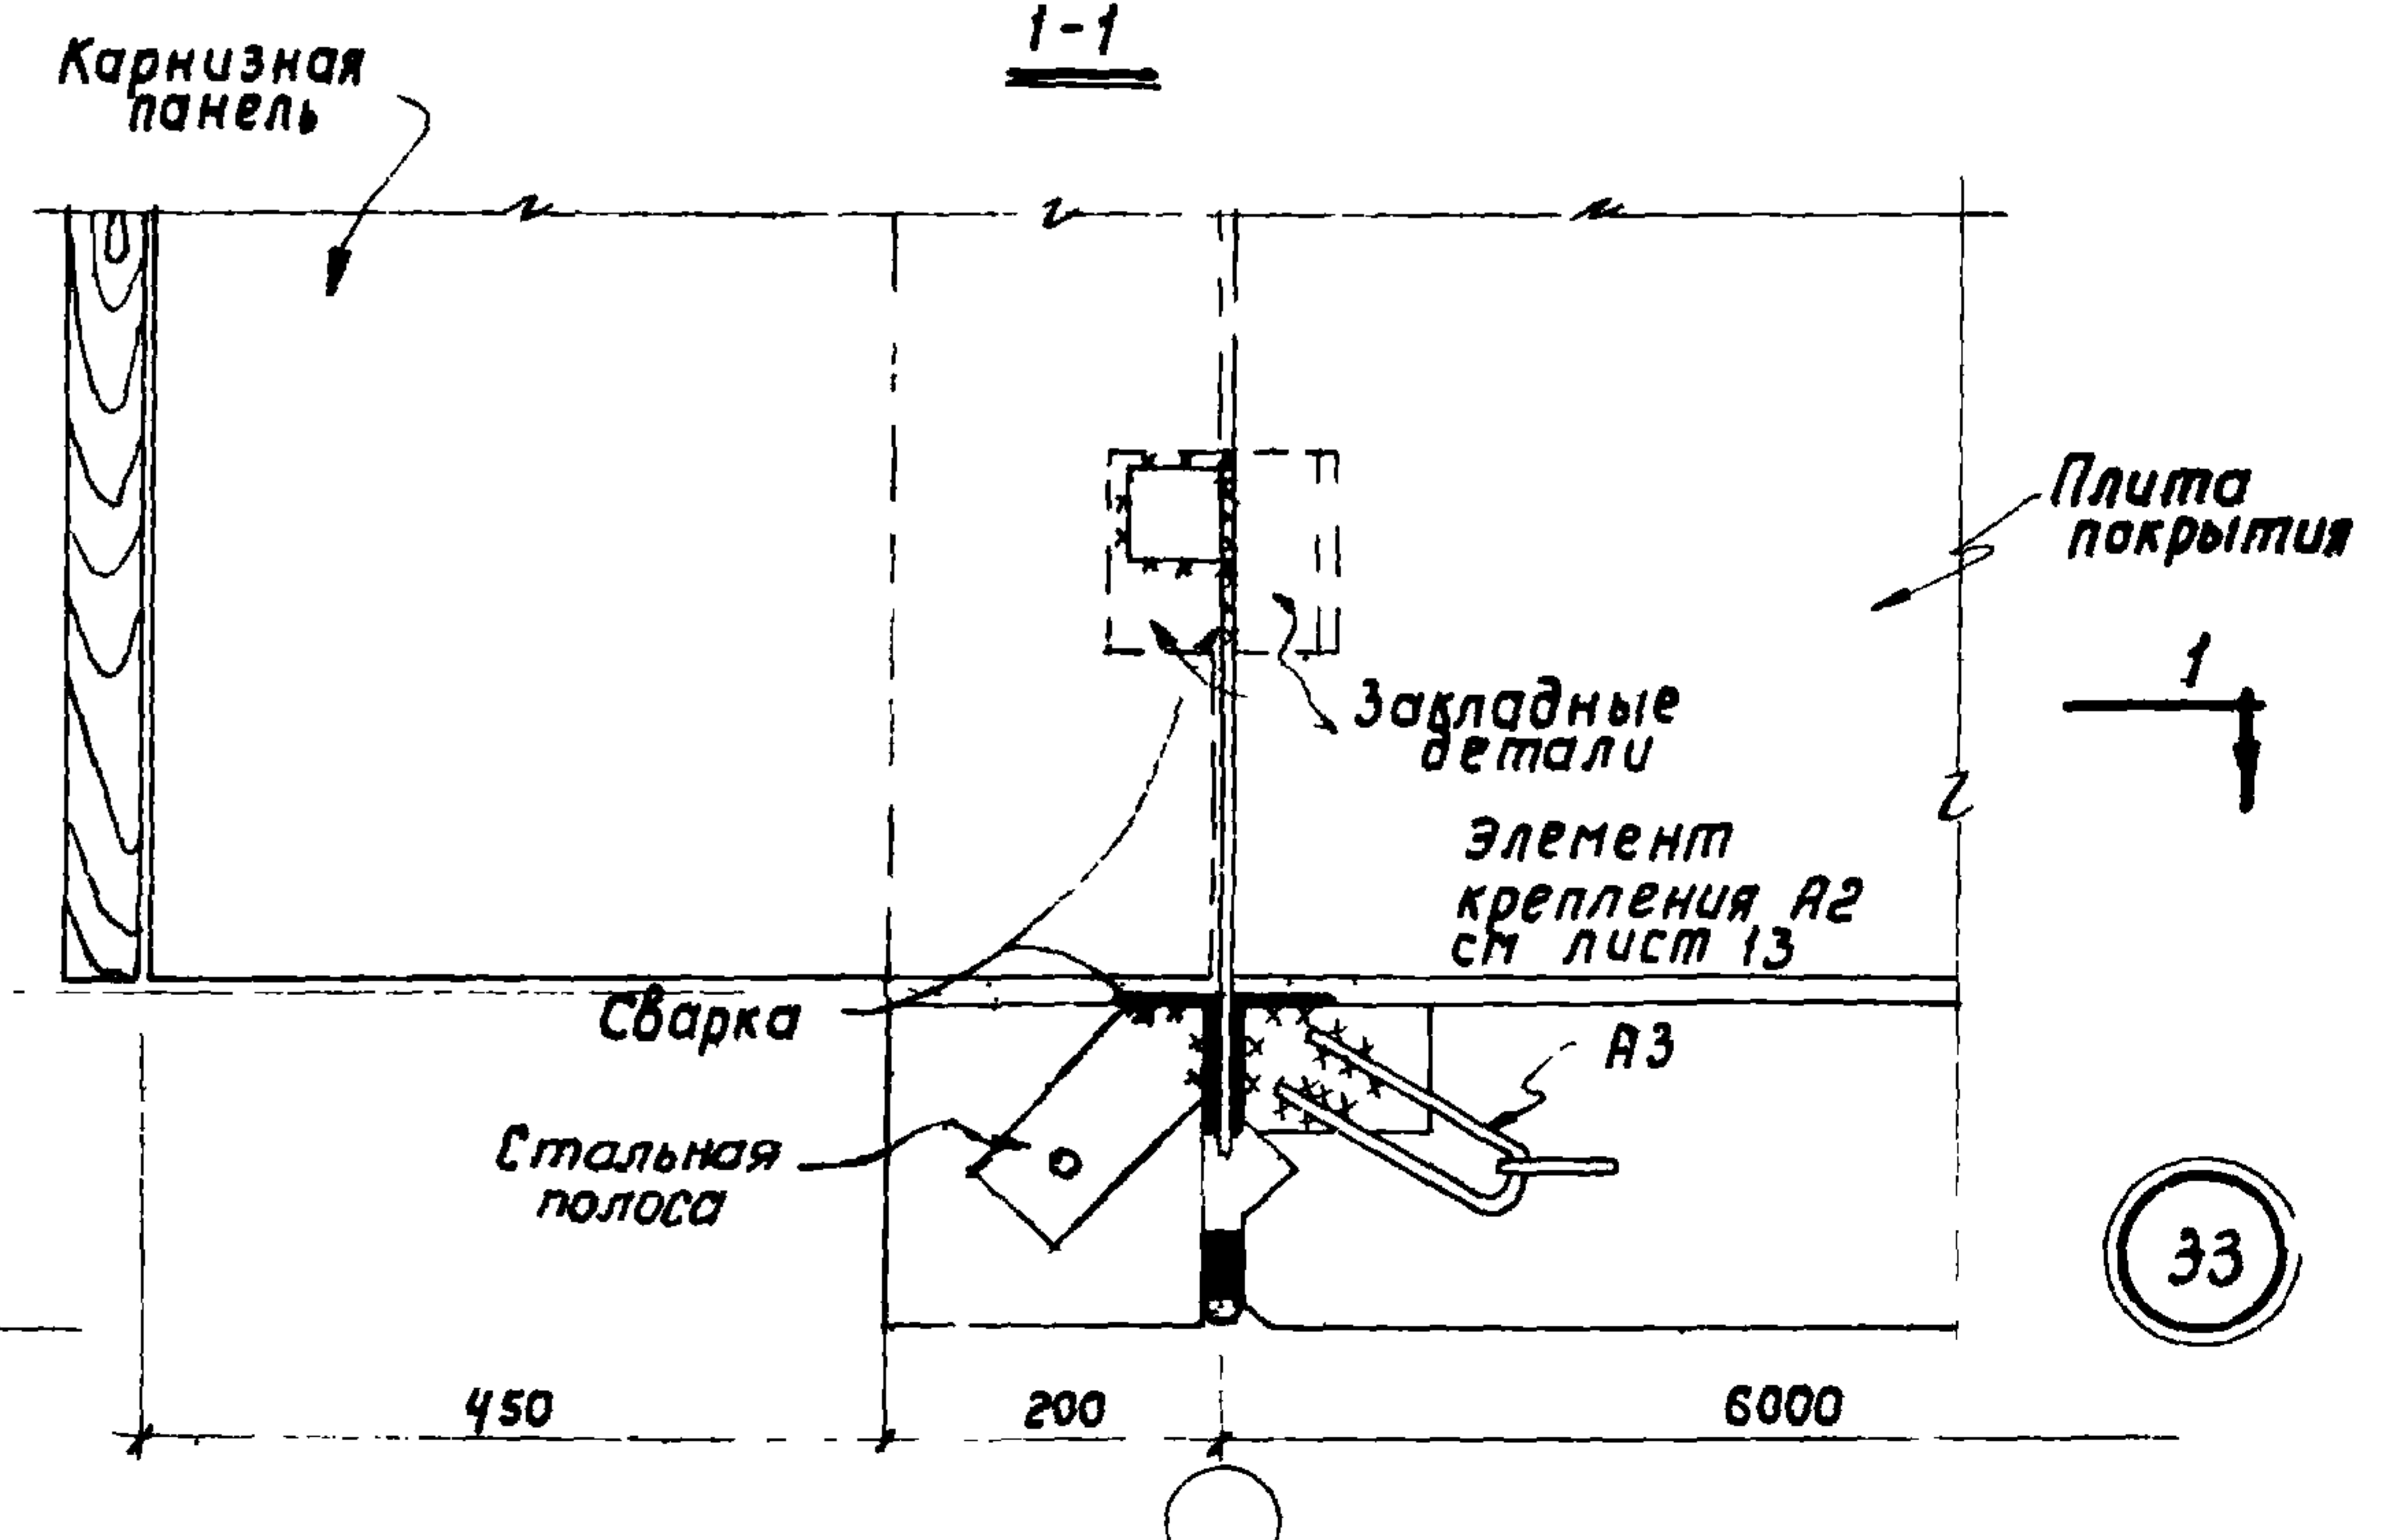 1-1
Карнизная
панель
Плита
покрытия
1
Закладные
детали
элемент
крепления А2
см лист 13
Сварка
А3
Стальная
полоса
33
450
200
6000